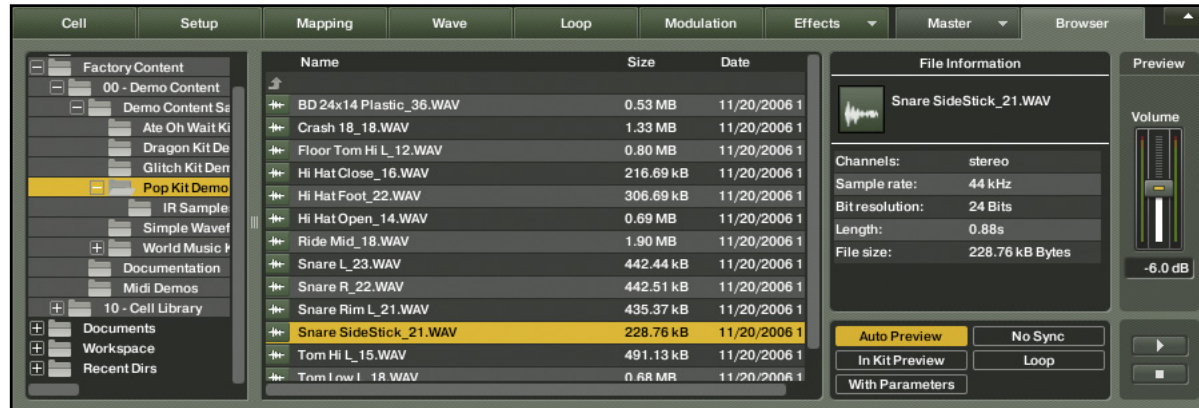 Cell Setup Mapping Wave Loop Modulation Effects Master Browser
Factory Content
00 - Demo Content
Demo Content Sa
Ate Oh Wait Ki
Dragon Kit De
Glitch Kit Dem
Pop Kit Demo
IR Sample
Simple Wavef
World Music K
Documentation
Midi Demos
10 - Cell Library
Documents
Workspace
Recent Dirs
Name Size Date
BD 24x14 Plastic_36.WAV 0.53 MB 11/20/2006 1
Crash 18_18.WAV 1.33 MB 11/20/2006 1
Floor Tom Hi L_12.WAV 0.80 MB 11/20/2006 1
Hi Hat Close_16.WAV 216.69 kB 11/20/2006 1
Hi Hat Foot_22.WAV 306.69 kB 11/20/2006 1
Hi Hat Open_14.WAV 0.69 MB 11/20/2006 1
Ride Mid_18.WAV 1.90 MB 11/20/2006 1
Snare L_23.WAV 442.44 kB 11/20/2006 1
Snare R_22.WAV 442.51 kB 11/20/2006 1
Snare Rim L_21.WAV 435.37 kB 11/20/2006 1
Snare SideStick_21.WAV 228.76 kB 11/20/2006 1
Tom Hi L_15.WAV 491.13 kB 11/20/2006 1
Tom Low L_18.WAV 0.68 MB 11/20/2006 1
File Information
Snare SideStick_21.WAV
Channels: stereo
Sample rate: 44 kHz
Bit resolution: 24 Bits
Length: 0.88s
File size: 228.76 kB Bytes
Auto Preview No Sync
In Kit Preview Loop
With Parameters
Preview
Volume
-6.0 dB